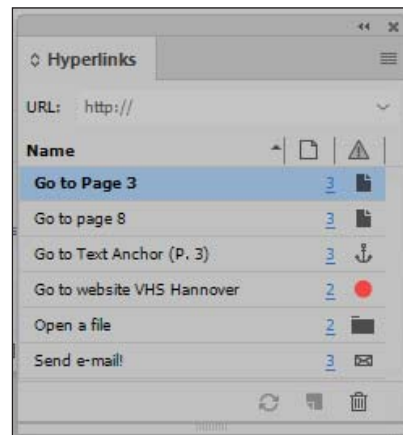 Hyperlinks
URL: http://
Name
Go to Page 3 3
Go to page 8 3
Go to Text Anchor (P. 3) 3
Go to website VHS Hannover 2
Open a file 2
Send e-mail! 3